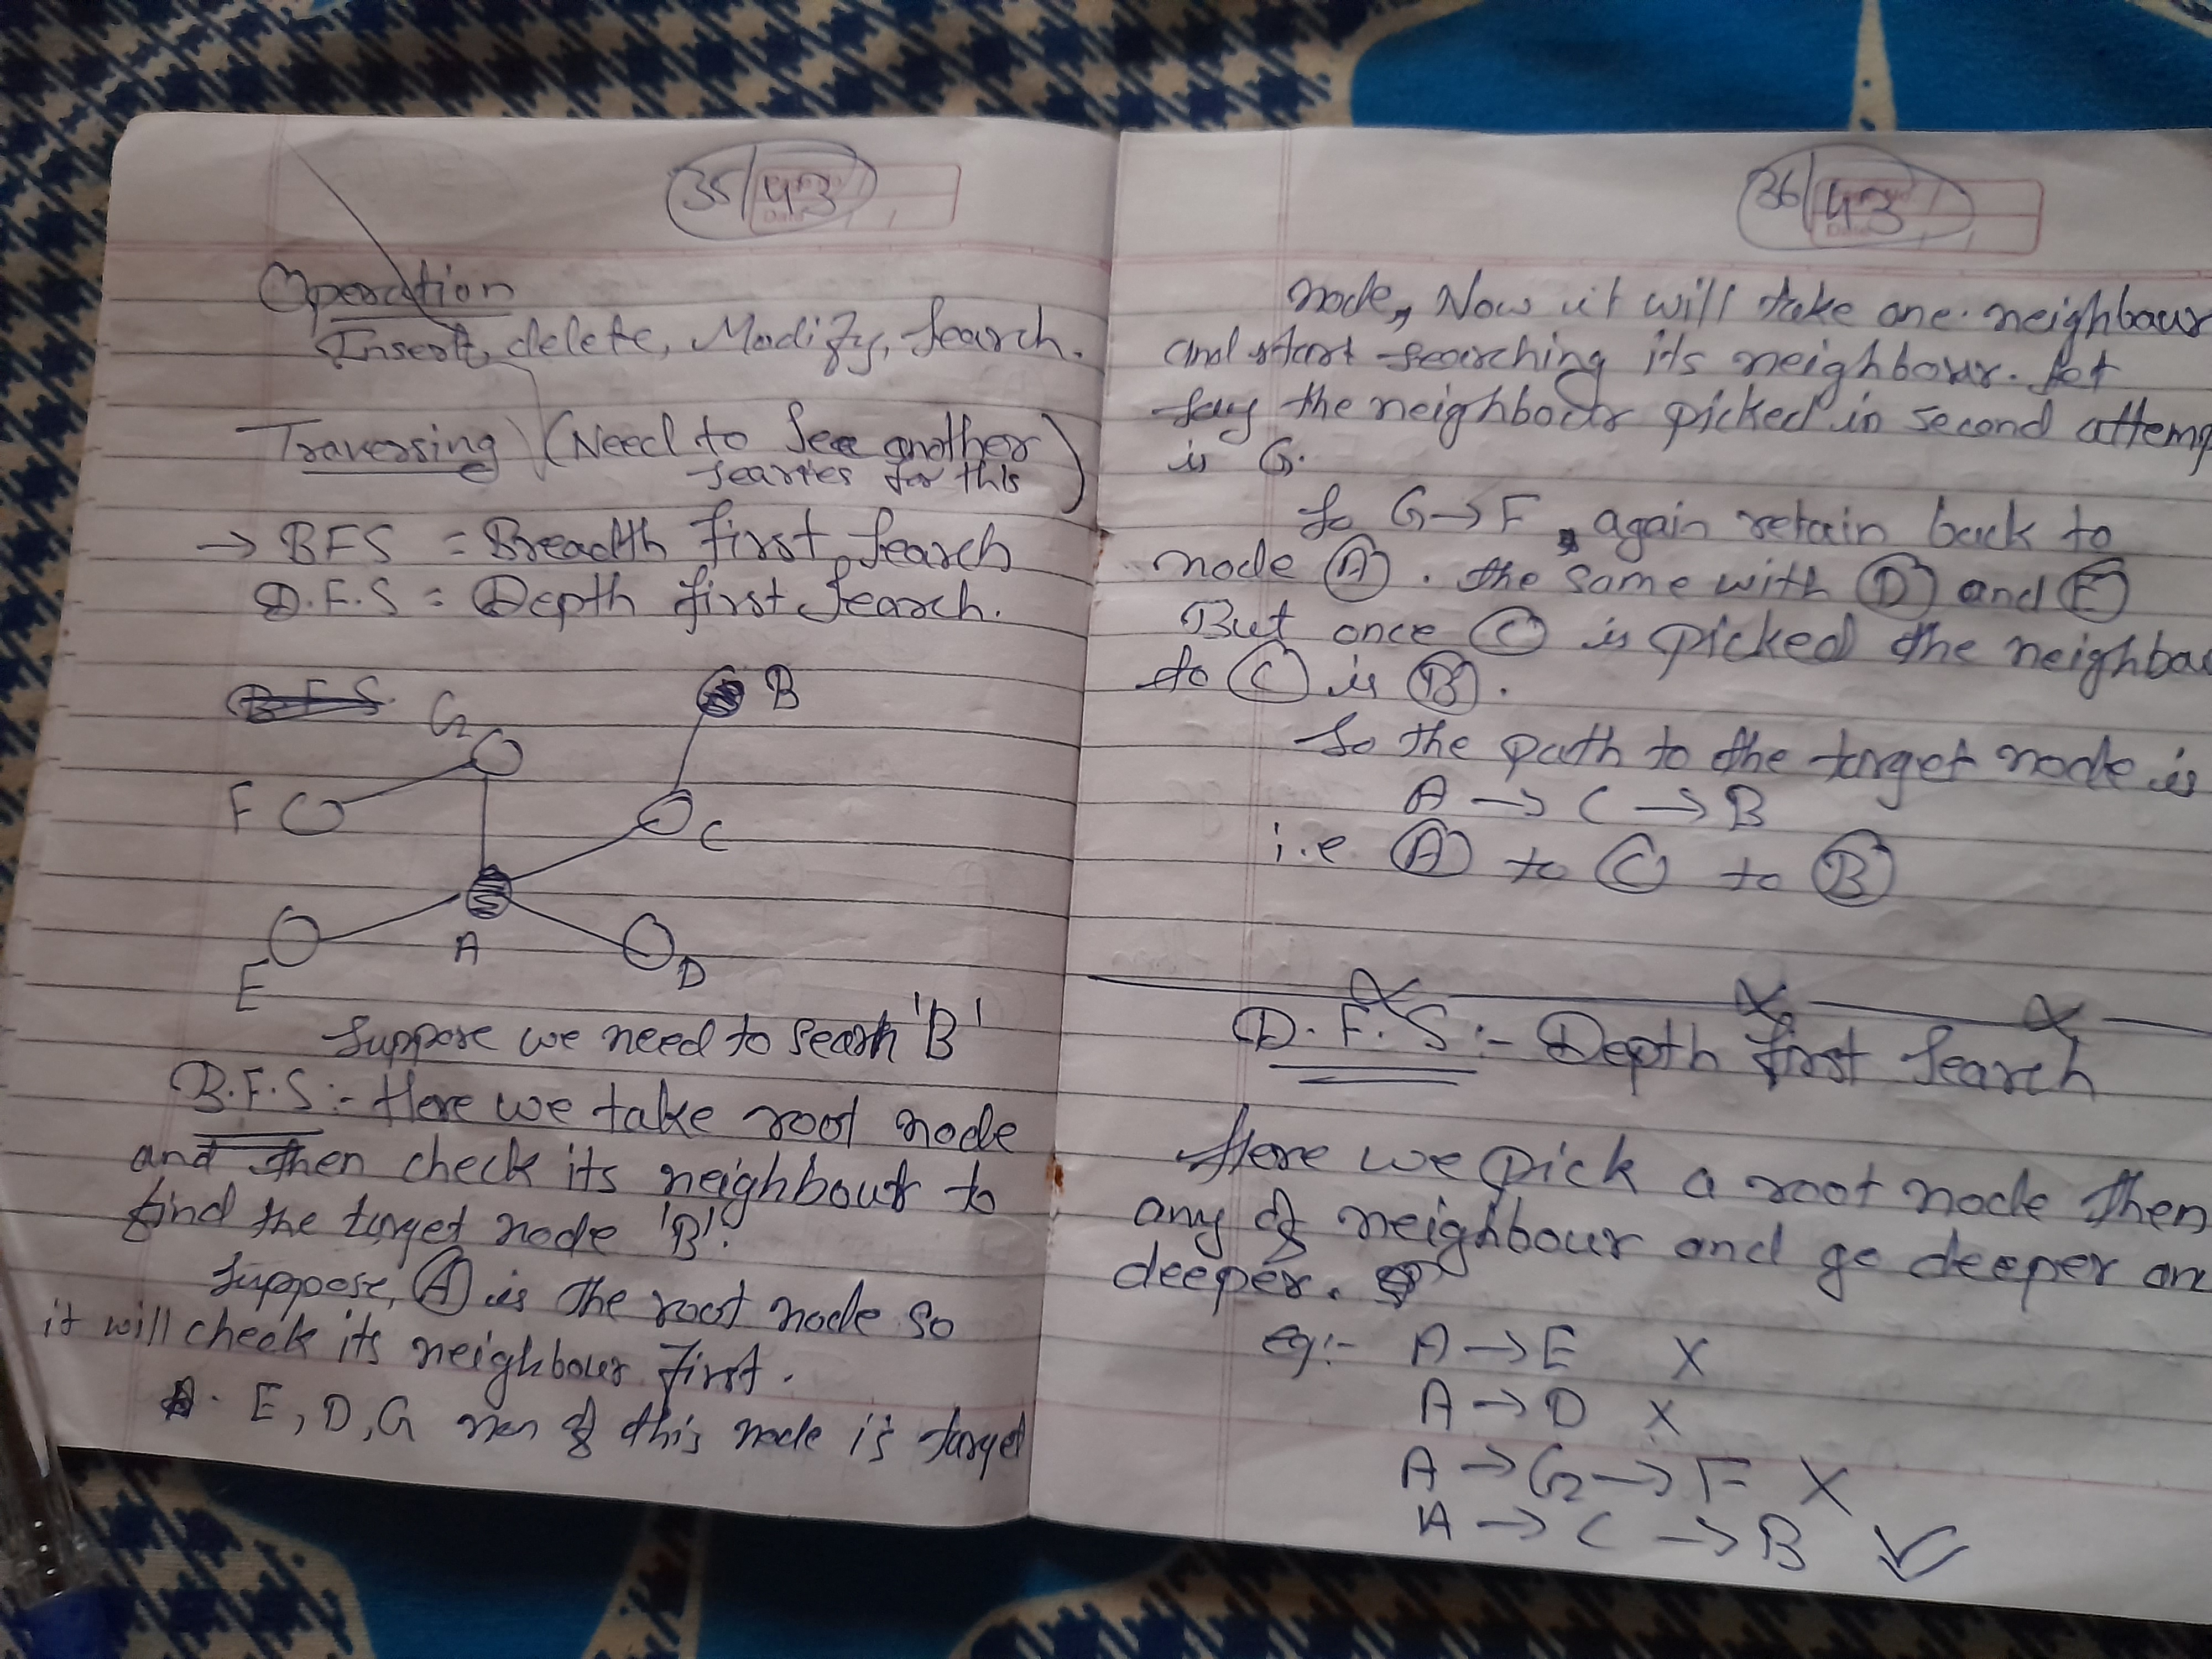 35/43
Operation
Insert, delete, Modify, Search.
Traversing (Need to see another
searies for this)
→ BFS = Breadth first Search
D.F.S = Depth first Search.
B.F.S.
G
B
F
C
A
E
D
Suppose we need to search 'B'
B.F.S:- Here we take root node
and then check its neighbour to
find the target node 'B'.
Suppose, A is the root node so
it will check its neighbour first.
E, D, G non of this node is target
36/43
node, Now it will take one neighbour
and start searching its neighbour. Let
say the neighbour picked in second attemp
is G.
So G→F, again retain back to
node A. the same with D and E
But once C is picked the neighbou
to C is B.
So the path to the target node is
A → C → B
i.e A to C to B
D.F.S:- Depth first Search
Here we pick a root node then
any of neighbour and go deeper an
deeper.
eg:- A → E X
A → D X
A → G → F X
A → C → B ✓